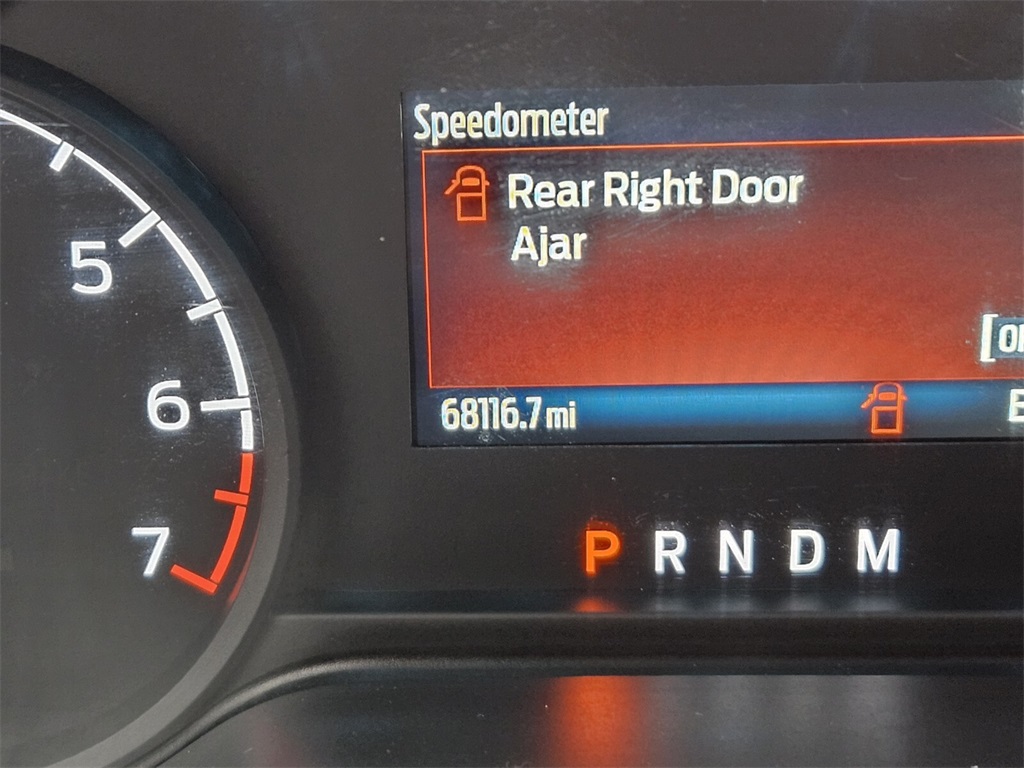 Speedometer
Rear Right Door
Ajar
5
6
7
68116.7 mi
P R N D M